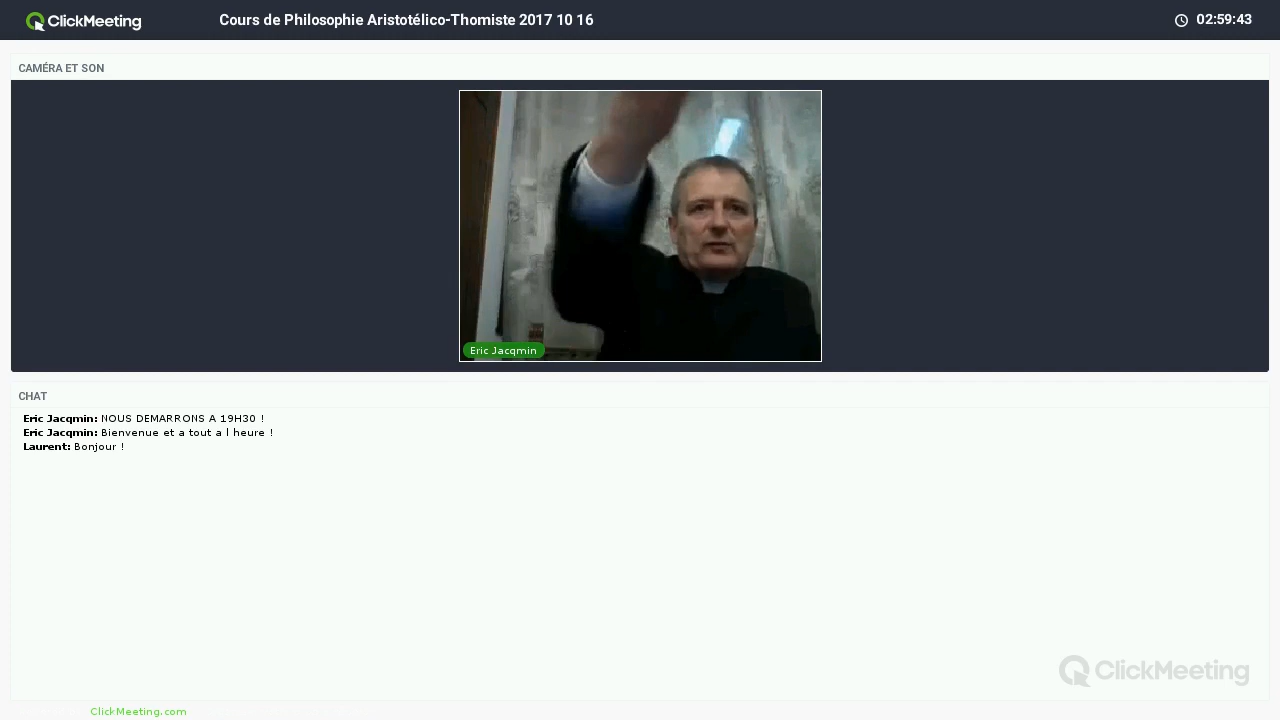 ClickMeeting Cours de Philosophie Aristotélico-Thomiste 2017 10 16 02:59:43
CAMÉRA ET SON
Eric Jacqmin
CHAT
Eric Jacqmin: NOUS DEMARRONS A 19H30 !
Eric Jacqmin: Bienvenue et a tout a l heure !
Laurent: Bonjour !
ClickMeeting
ClickMeeting.com